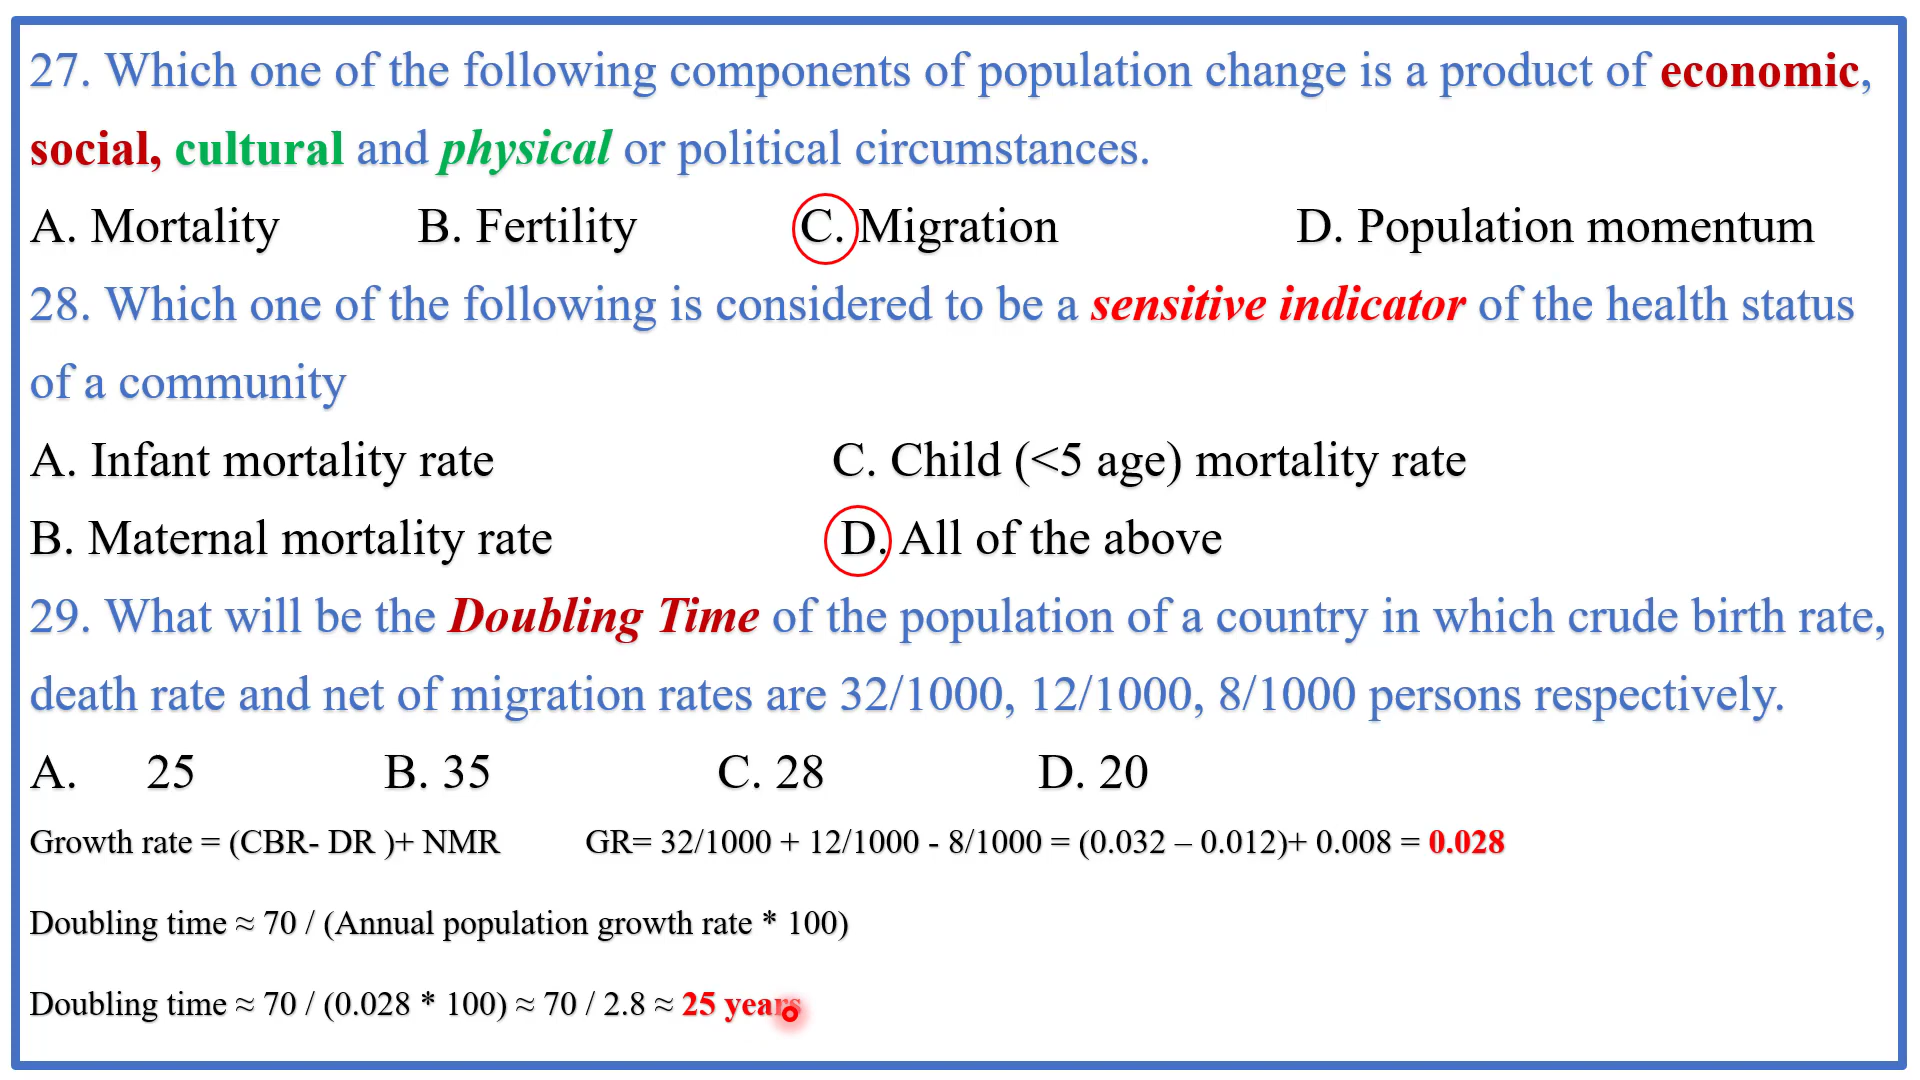 27. Which one of the following components of population change is a product of economic,
social, cultural and physical or political circumstances.
A. Mortality B. Fertility C. Migration D. Population momentum
28. Which one of the following is considered to be a sensitive indicator of the health status
of a community
A. Infant mortality rate C. Child (<5 age) mortality rate
B. Maternal mortality rate D. All of the above
29. What will be the Doubling Time of the population of a country in which crude birth rate,
death rate and net of migration rates are 32/1000, 12/1000, 8/1000 persons respectively.
A. 25 B. 35 C. 28 D. 20
Growth rate = (CBR- DR )+ NMR GR= 32/1000 + 12/1000 - 8/1000 = (0.032 – 0.012)+ 0.008 = 0.028
Doubling time ≈ 70 / (Annual population growth rate * 100)
Doubling time ≈ 70 / (0.028 * 100) ≈ 70 / 2.8 ≈ 25 years